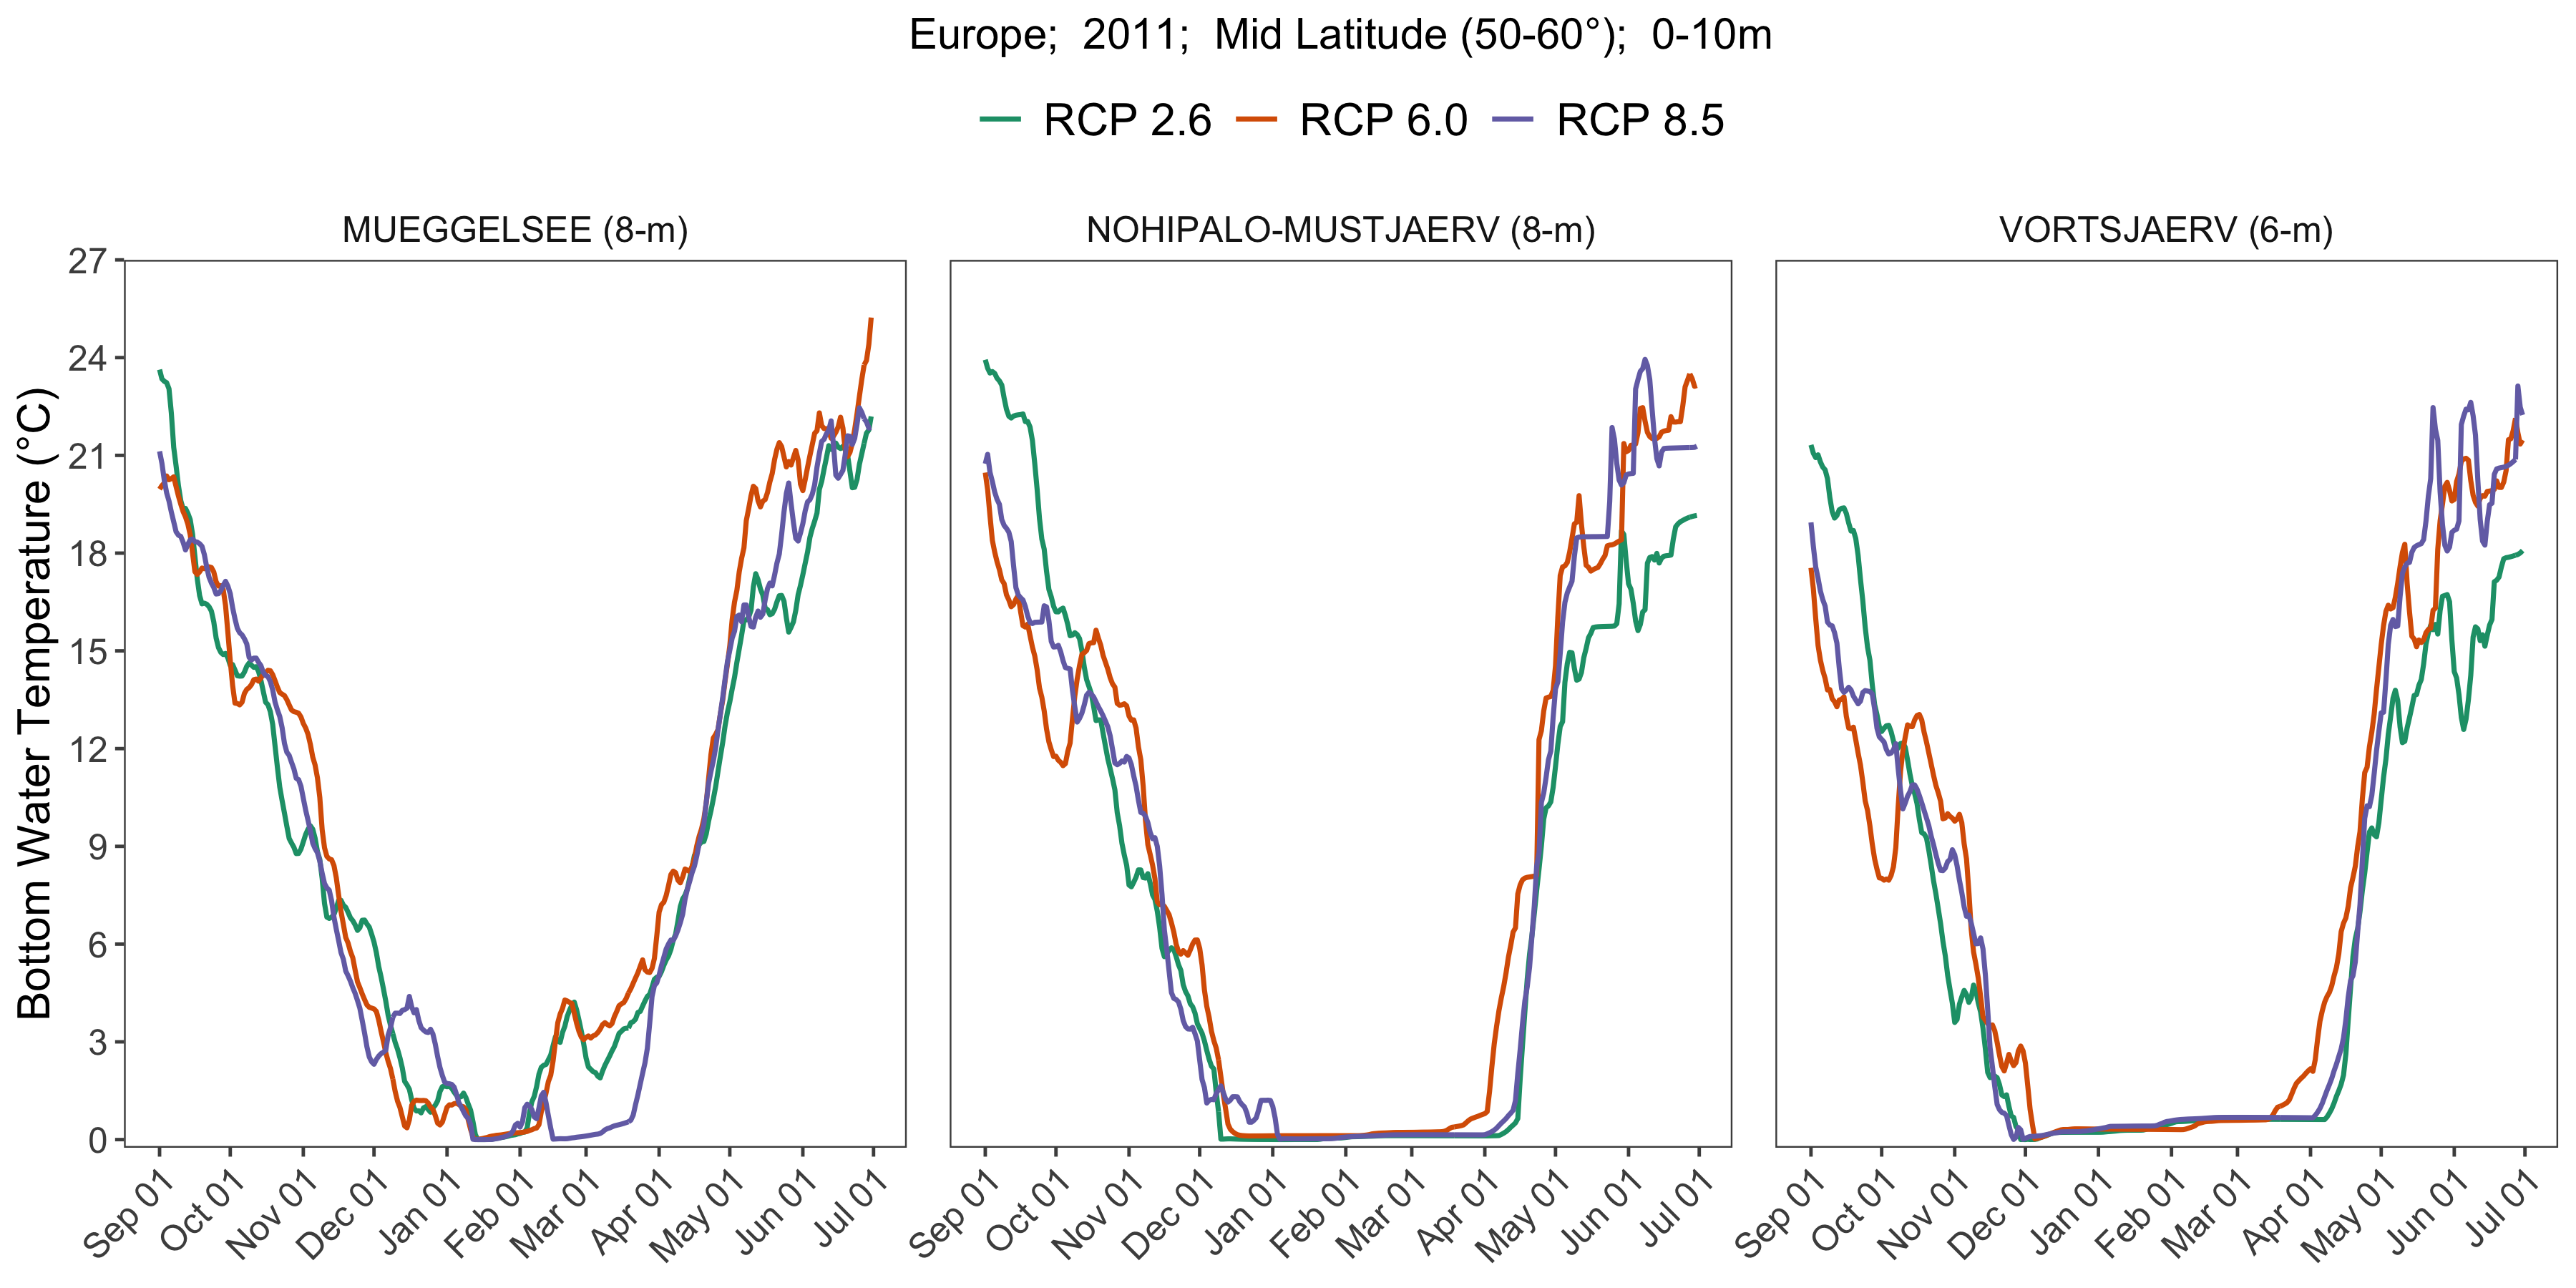 Europe;  2011;  Mid Latitude (50-60°);  0-10m
RCP 2.6 RCP 6.0 RCP 8.5
MUEGGELSEE (8-m) NOHIPALO-MUSTJAERV (8-m) VORTSJAERV (6-m)
Bottom Water Temperature (°C)
27
24
21
18
15
12
9
6
3
0
Sep 01 Oct 01 Nov 01 Dec 01 Jan 01 Feb 01 Mar 01 Apr 01 May 01 Jun 01 Jul 01 Sep 01 Oct 01 Nov 01 Dec 01 Jan 01 Feb 01 Mar 01 Apr 01 May 01 Jun 01 Jul 01 Sep 01 Oct 01 Nov 01 Dec 01 Jan 01 Feb 01 Mar 01 Apr 01 May 01 Jun 01 Jul 01